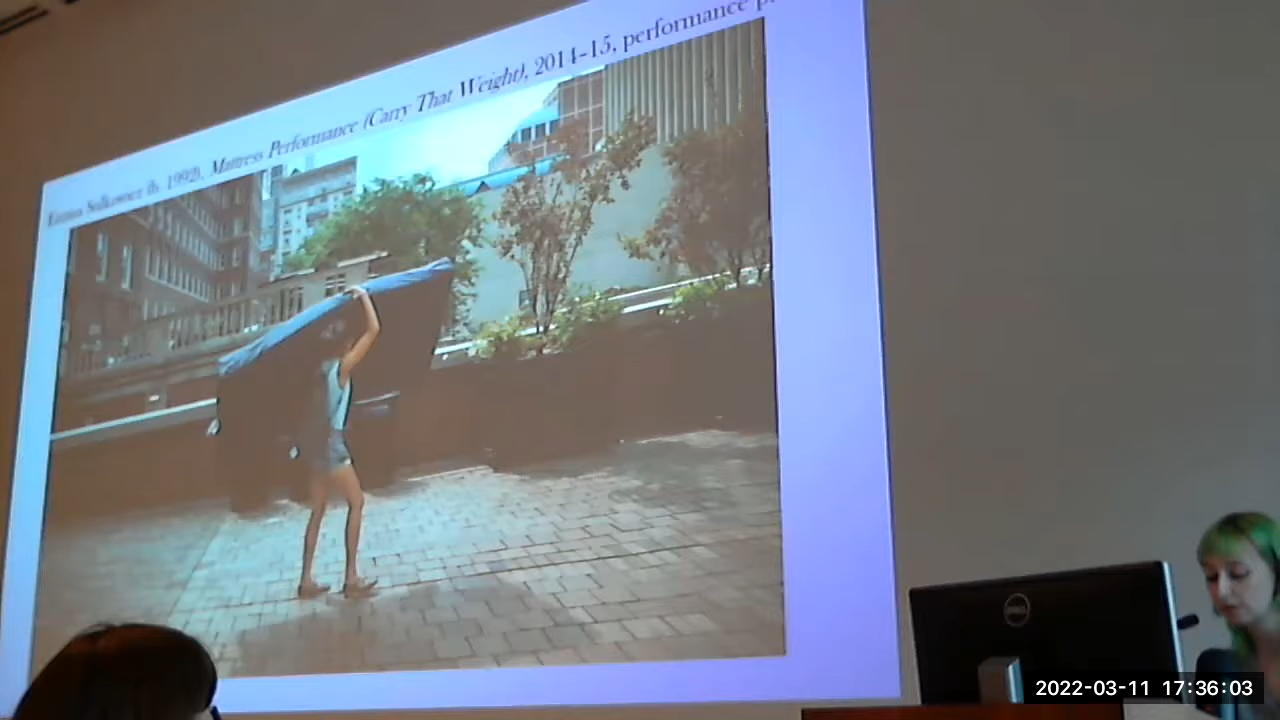 Emma Sulkowicz (b. 1992), Mattress Performance (Carry That Weight), 2014-15, performance
DELL
2022-03-11 17:36:03